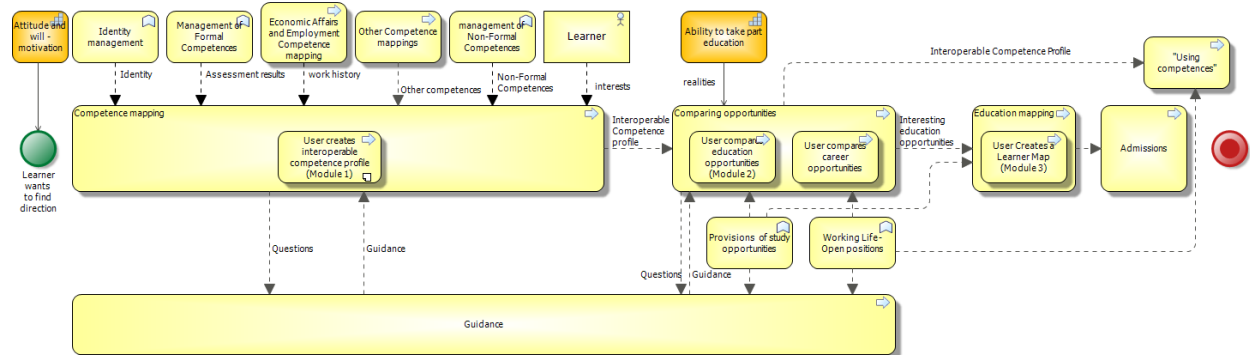 Attitude and
will -
motivation
Identity
management
Management of
Formal
Competences
Economic Affairs
and Employment
Competence
mapping
Other Competence
mappings
management of
Non-Formal
Competences
Learner
Ability to take part
education
Interoperable Competence Profile
"Using
competences"
Identity
Assessment results
work history
Other competences
Non-Formal
Competences
interests
realities
Competence mapping
User creates
interoperable
competence profile
(Module 1)
Interoperable
Competence
profile
Comparing opportunities
User compares
education
opportunities
(Module 2)
User compares
career
opportunities
Interesting
education
opportunities
Education mapping
User Creates a
Learner Map
(Module 3)
Admissions
Learner
wants to
find
direction
Questions
Guidance
Provisions of study
opportunities
Working Life-
Open positions
Questions
Guidance
Guidance